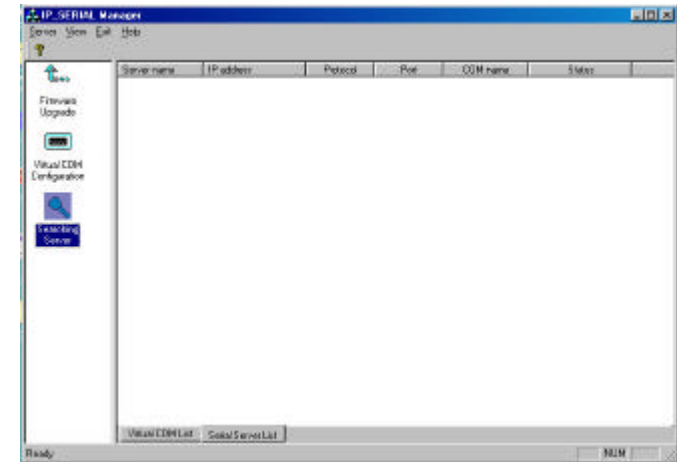 IP_SERIAL Manager
Server View Exit Help
Firmware
Upgrade
Virtual COM
Configuration
Searching
Server
Server name IP address Protocol Port COM name Status
Virtual COM List Serial Server List
Ready NUM